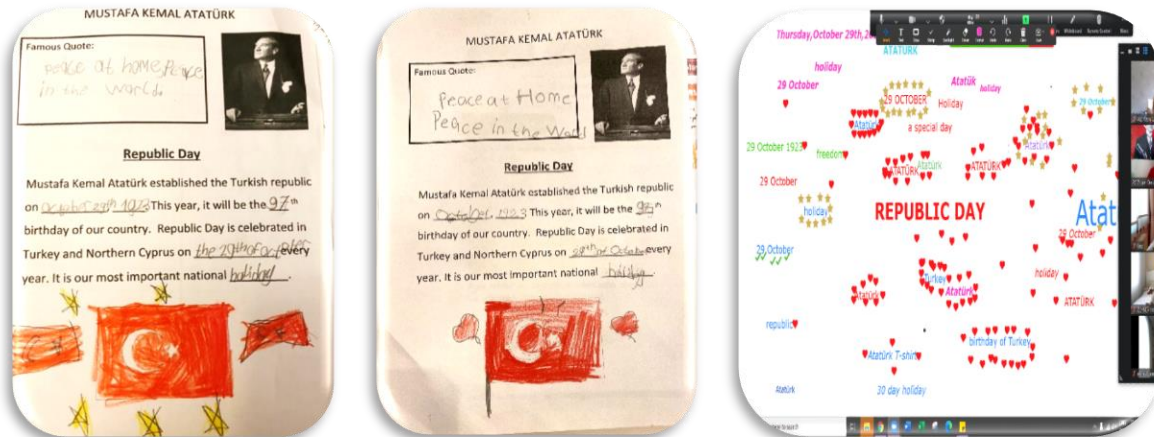 MUSTAFA KEMAL ATATÜRK
Famous Quote:
Peace at home, Peace
in the World.
Republic Day
Mustafa Kemal Atatürk established the Turkish republic
on October 29th, 1923 This year, it will be the 97th
birthday of our country. Republic Day is celebrated in
Turkey and Northern Cyprus on the 29th of October every
year. It is our most important national holiday.
MUSTAFA KEMAL ATATÜRK
Famous Quote:
Peace at Home
Peace in the World
Republic Day
Mustafa Kemal Atatürk established the Turkish republic
on 1923 This year, it will be the 97th
birthday of our country. Republic Day is celebrated in
Turkey and Northern Cyprus on 29th of October every
year. It is our most important national holiday.
Thursday, October 29th, 2
ATATÜRK
holiday
29 October
Atatük
holiday
29 OCTOBER
Holiday
29 October
Atatürk
a special day
29 October 1923
freedom
Atatürk
ATATÜRK
Atatürk
ATATÜRK
29 October
holiday
REPUBLIC DAY
Atat
29 October
29 October
Turkey
holiday
Atatürk
Atatürk
ATATÜRK
republic
birthday of Turkey
Atatürk T-shirt
Atatürk
30 day holiday